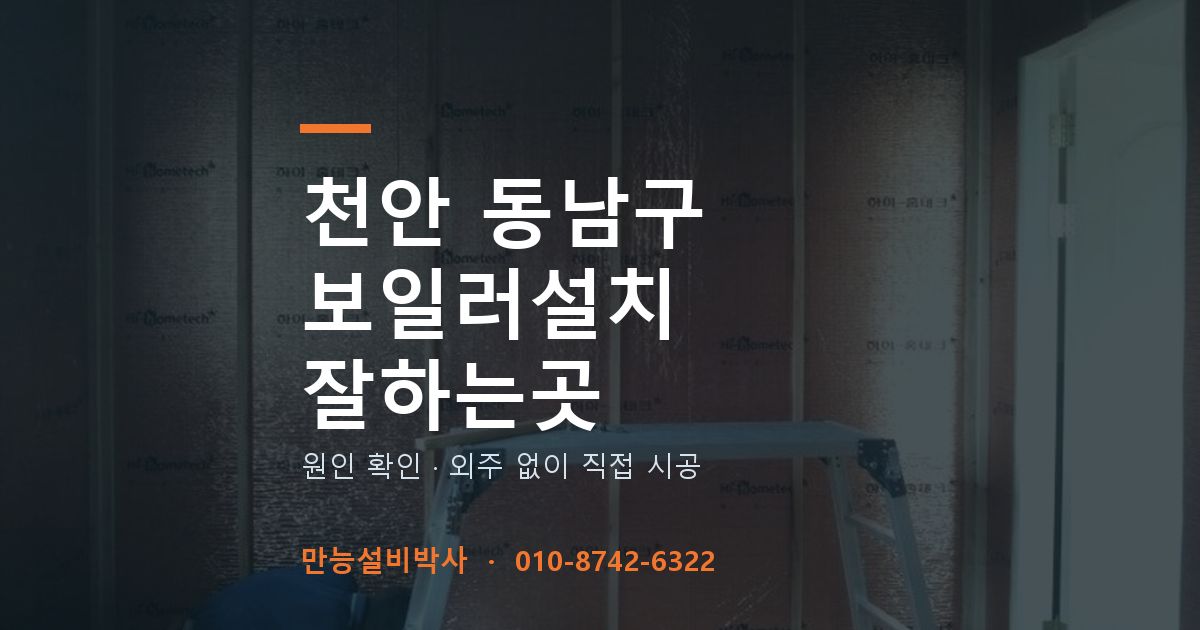 천안 동남구
보일러설치
잘하는곳
원인 확인 · 외주 없이 직접 시공
만능설비박사 · 010-8742-6322